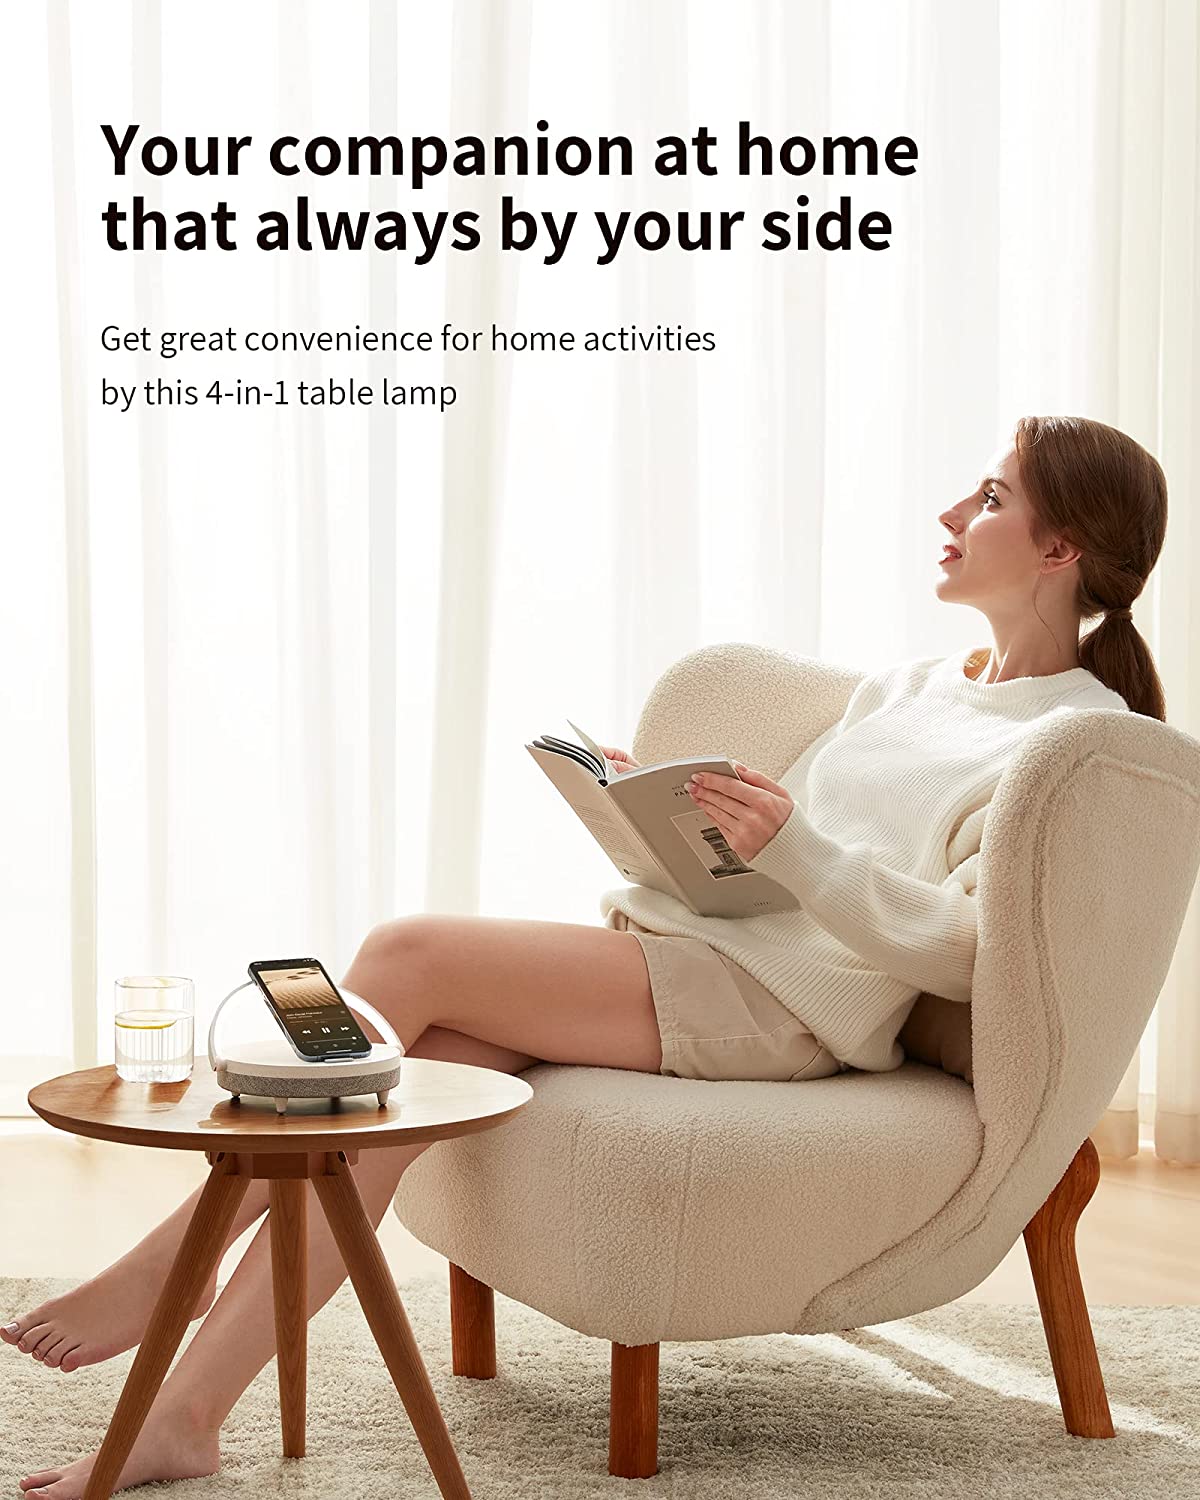 Your companion at home
that always by your side
Get great convenience for home activities
by this 4-in-1 table lamp